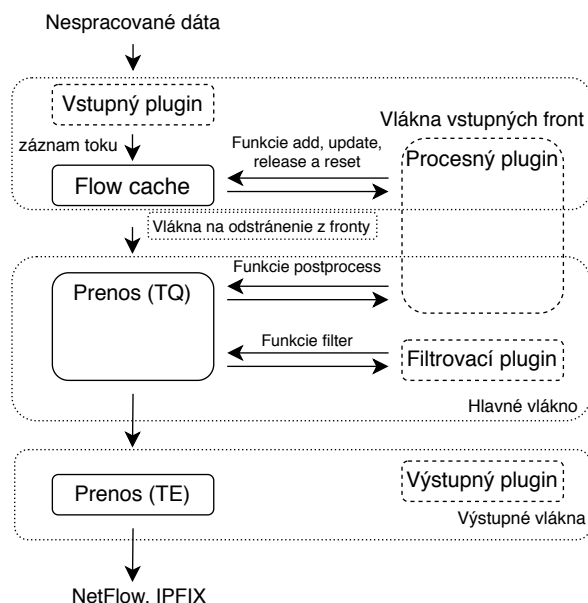 Nespracované dáta
Vstupný plugin
Vlákna vstupných front
záznam toku
Funkcie add, update,
release a reset
Procesný plugin
Flow cache
Vlákna na odstránenie z fronty
Prenos (TQ)
Funkcie postprocess
Funkcie filter
Filtrovací plugin
Hlavné vlákno
Prenos (TE)
Výstupný plugin
Výstupné vlákna
NetFlow, IPFIX